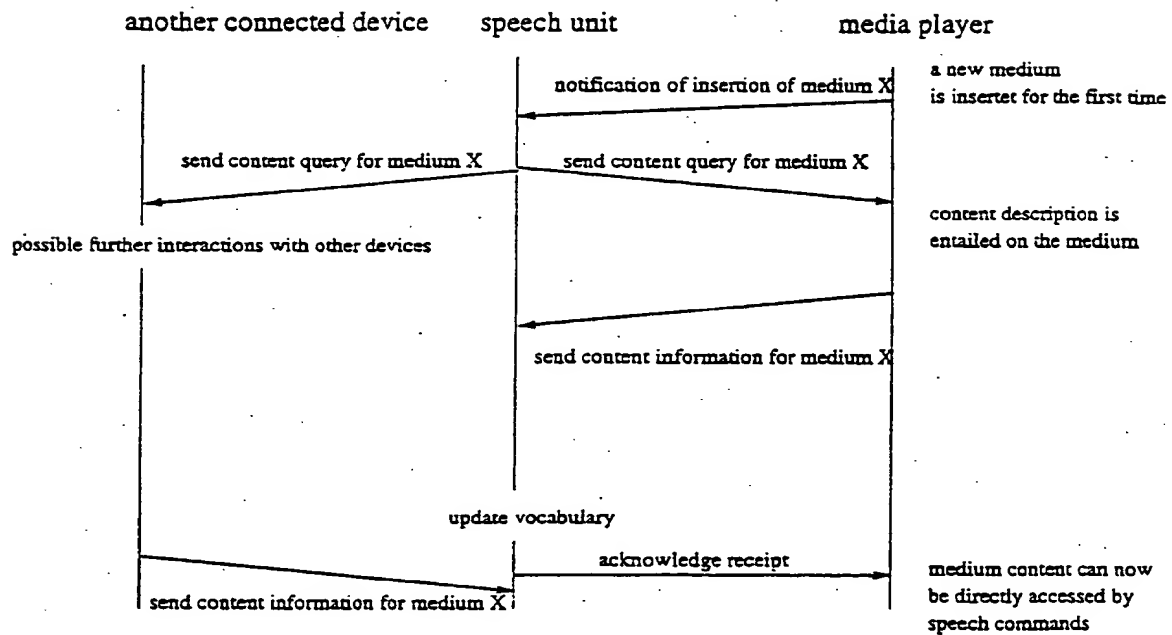 another connected device speech unit media player
a new medium
is insertet for the first time
notification of insertion of medium X
send content query for medium X
send content query for medium X
content description is
entailed on the medium
possible further interactions with other devices
send content information for medium X
update vocabulary
acknowledge receipt
medium content can now
be directly accessed by
speech commands
send content information for medium X